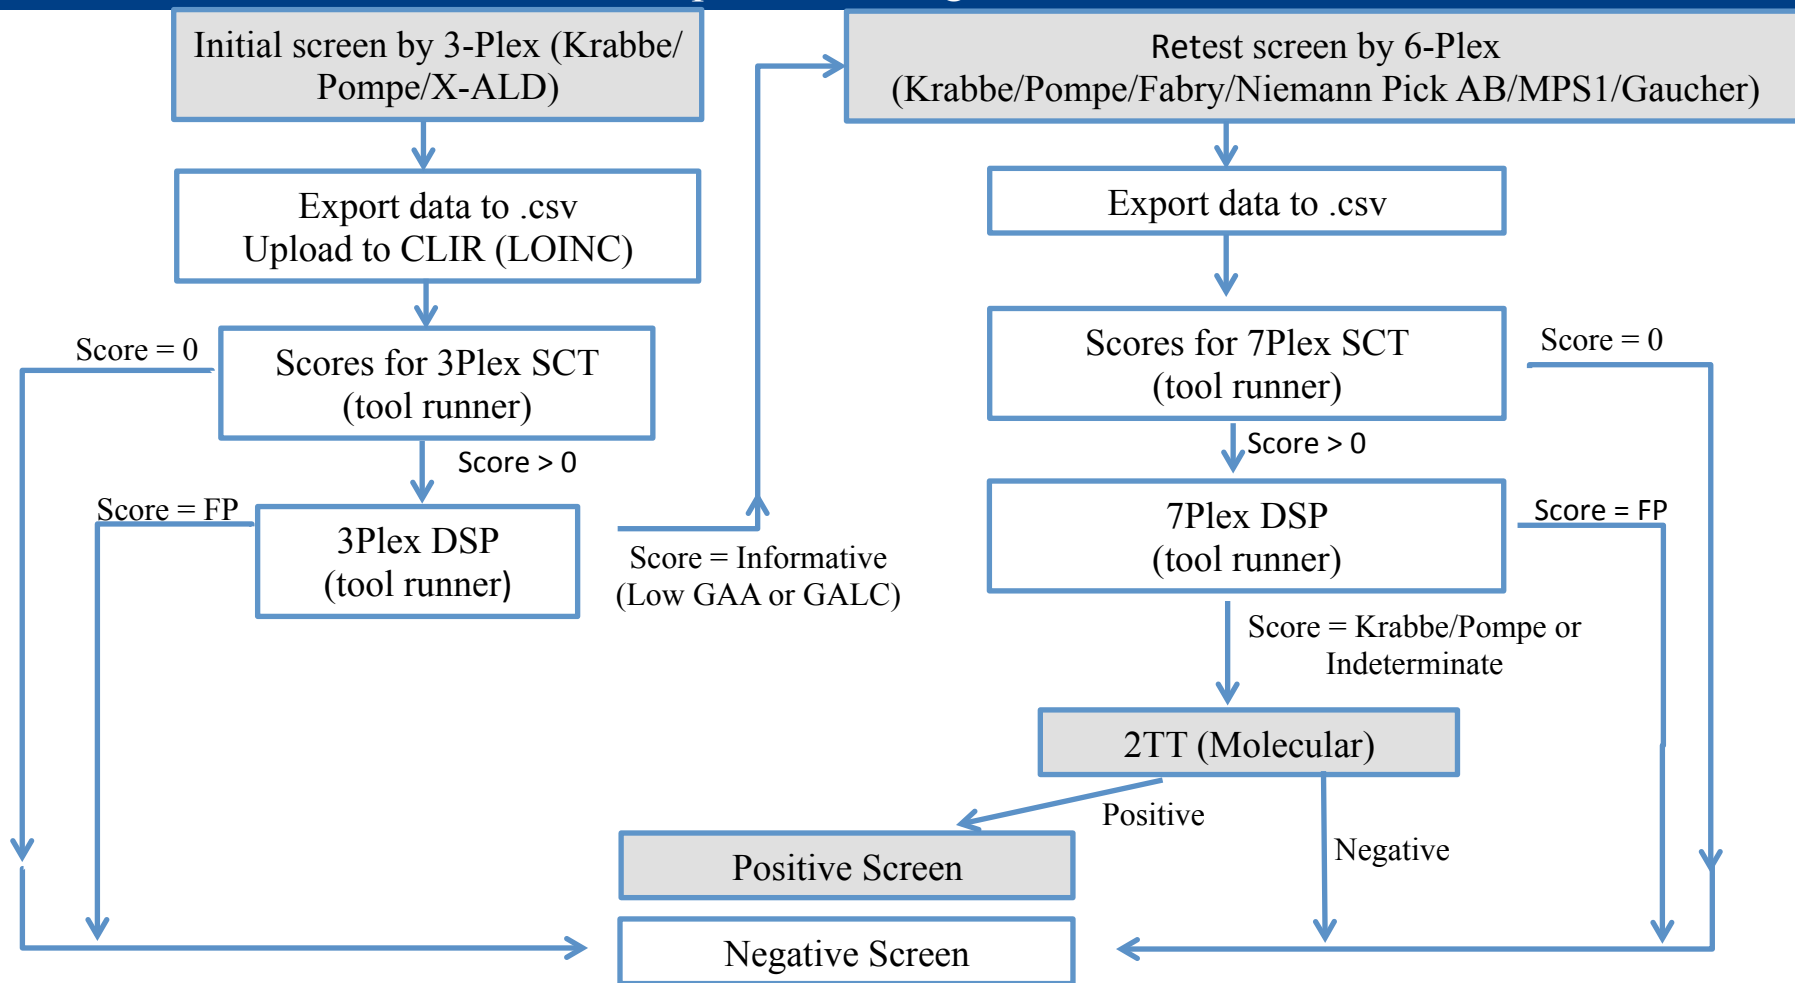 Initial screen by 3-Plex (Krabbe/
Pompe/X-ALD)
Export data to .csv
Upload to CLIR (LOINC)
Score = 0
Scores for 3Plex SCT
(tool runner)
Score > 0
Score = FP
3Plex DSP
(tool runner)
Score = Informative
(Low GAA or GALC)
Retest screen by 6-Plex
(Krabbe/Pompe/Fabry/Niemann Pick AB/MPS1/Gaucher)
Export data to .csv
Scores for 7Plex SCT
(tool runner)
Score = 0
Score > 0
7Plex DSP
(tool runner)
Score = FP
Score = Krabbe/Pompe or
Indeterminate
2TT (Molecular)
Positive
Negative
Positive Screen
Negative Screen